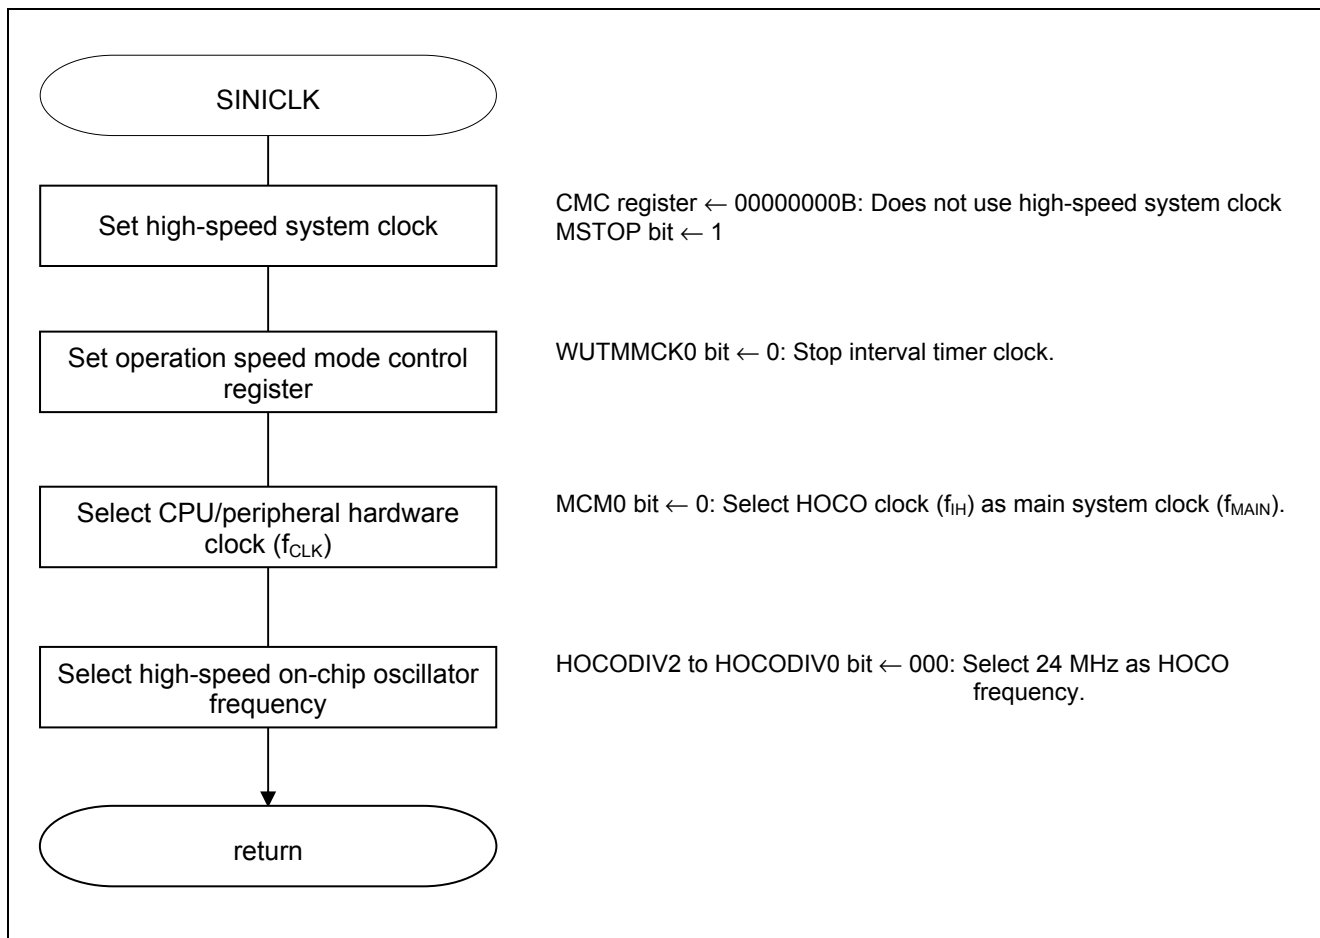 SINICLK
Set high-speed system clock
CMC register ← 00000000B: Does not use high-speed system clock
MSTOP bit ← 1
Set operation speed mode control
register
WUTMMCK0 bit ← 0: Stop interval timer clock.
Select CPU/peripheral hardware
clock (fCLK)
MCM0 bit ← 0: Select HOCO clock (fIH) as main system clock (fMAIN).
Select high-speed on-chip oscillator
frequency
HOCODIV2 to HOCODIV0 bit ← 000: Select 24 MHz as HOCO
frequency.
return